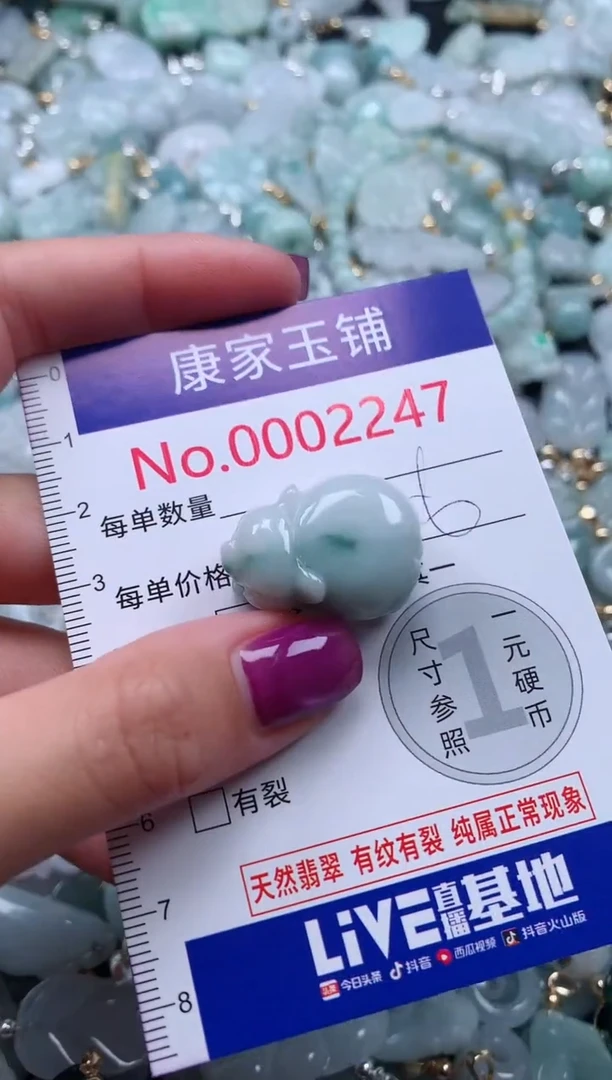 康家玉铺
No.0002247
0
1
2
每单数量 6
3
每单价格
一元硬币
尺寸参照
1
有裂
6
天然翡翠 有纹有裂 纯属正常现象
7
LiVE直播基地
头条 今日头条 抖音 西瓜视频 抖音火山版
8